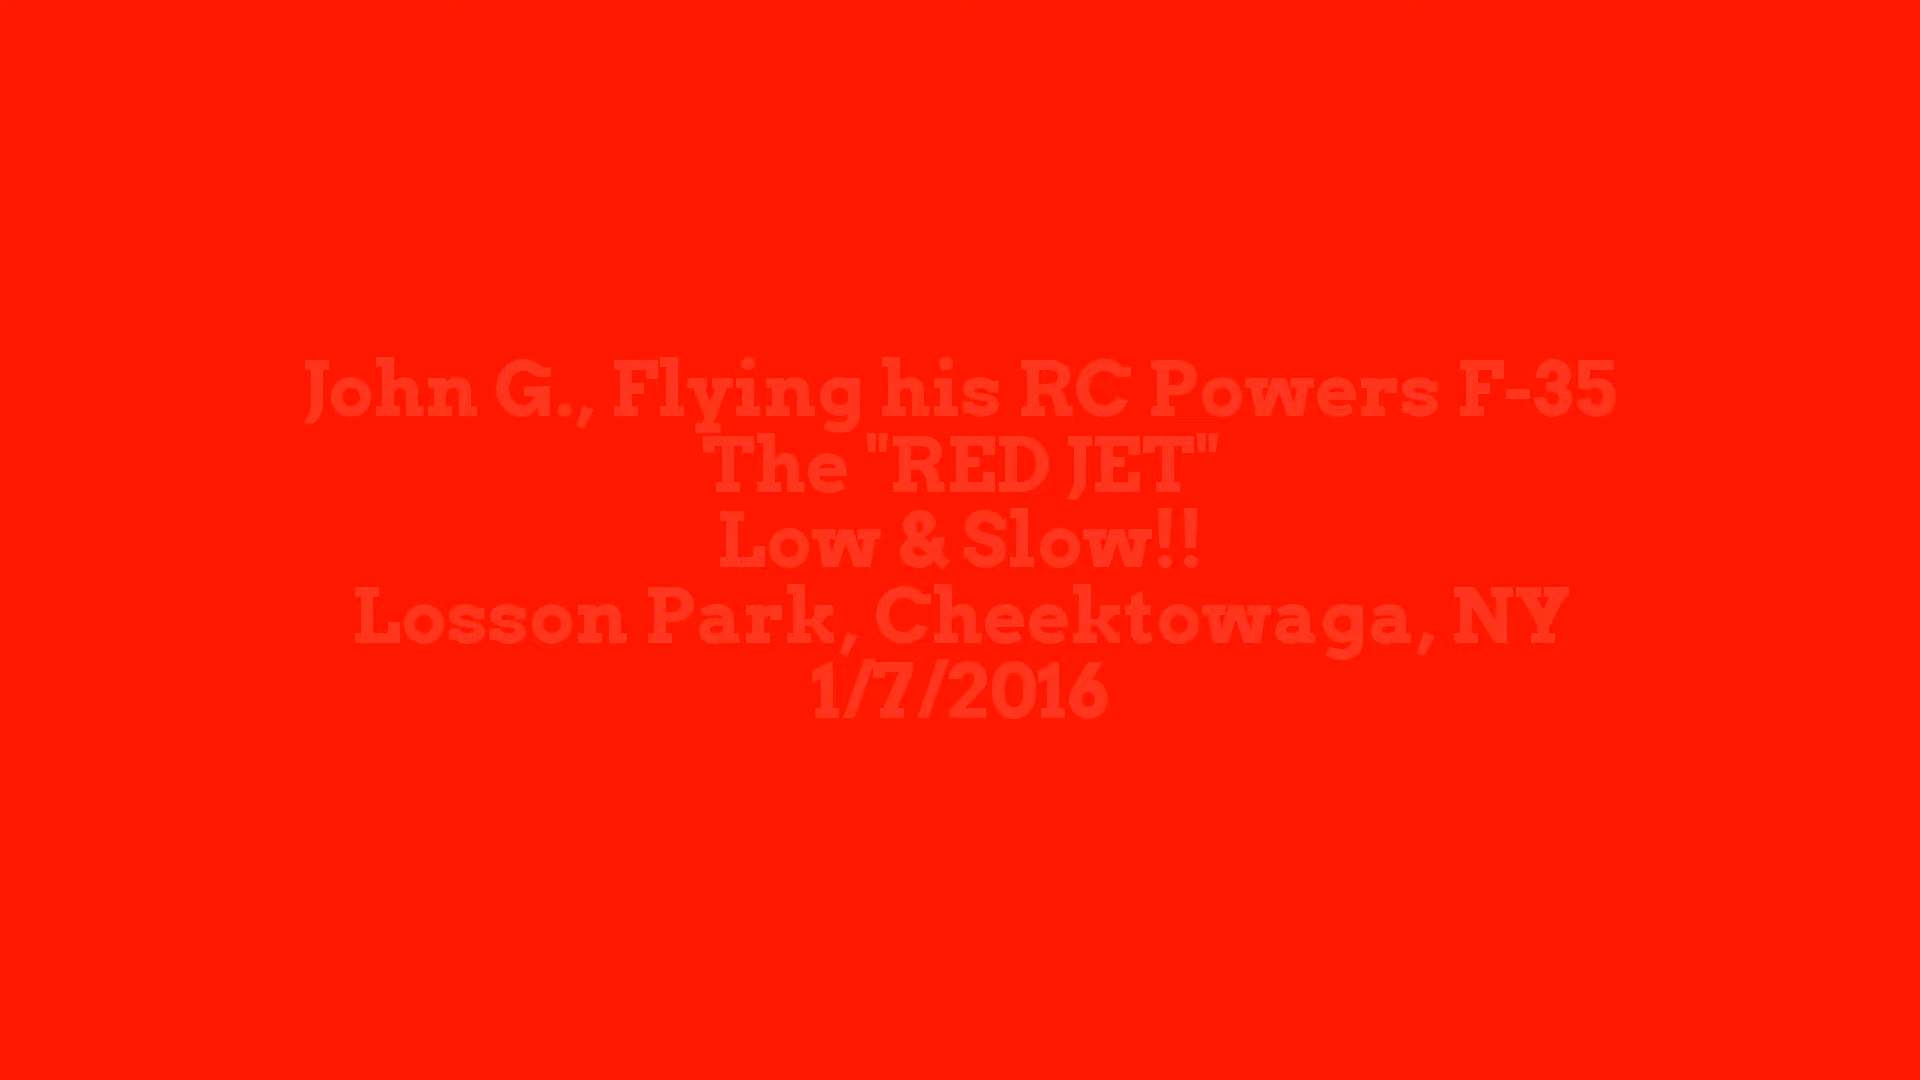 John G., Flying his RC Powers F-35
The "RED JET"
Low & Slow!!
Losson Park, Cheektowaga, NY
1/7/2016